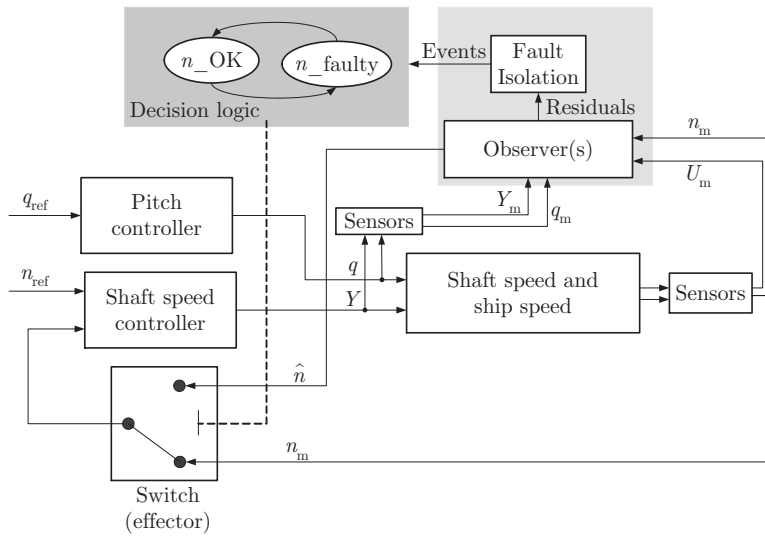 n_OK
n_faulty
Decision logic
Events
Fault
Isolation
Residuals
Observer(s)
n_m
U_m
Y_m
q_m
q_ref
Pitch
controller
Sensors
n_ref
Shaft speed
controller
q
Y
Shaft speed and
ship speed
Sensors
n̂
n_m
Switch
(effector)